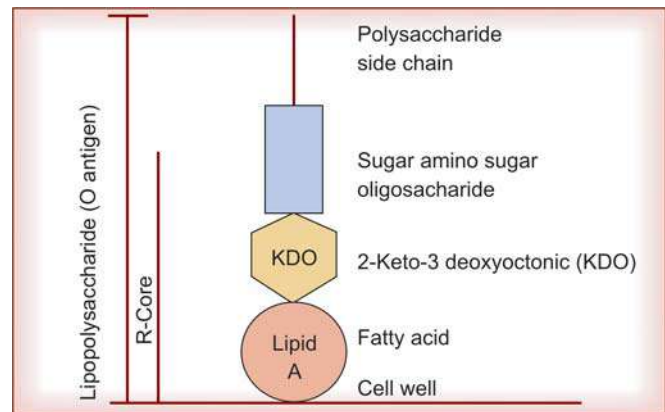 Polysaccharide
side chain
Lipopolysaccharide (O antigen)
R-Core
Sugar amino sugar
oligosacharide
KDO
2-Keto-3 deoxyoctonic (KDO)
Lipid
A
Fatty acid
Cell well